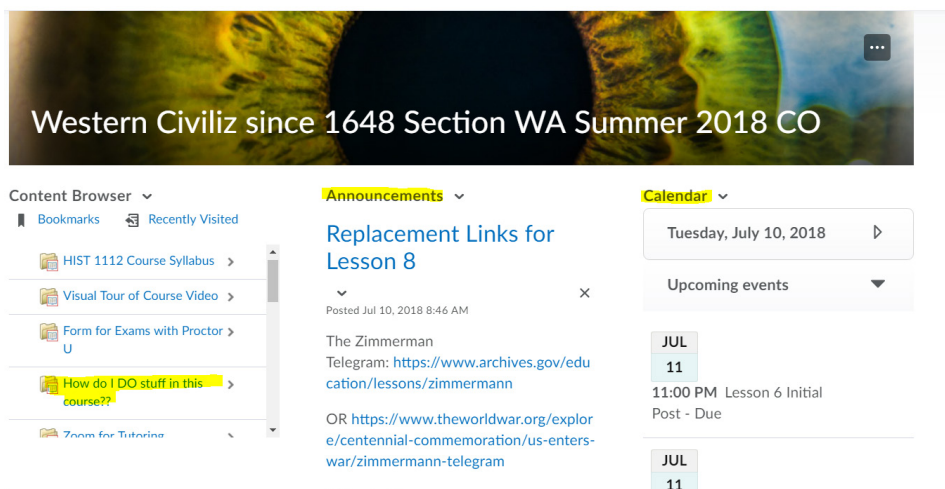 Western Civiliz since 1648 Section WA Summer 2018 CO
Content Browser
Bookmarks Recently Visited
HIST 1112 Course Syllabus
Visual Tour of Course Video
Form for Exams with Proctor
U
How do I DO stuff in this
course??
Zoom for Tutoring
Announcements
Replacement Links for
Lesson 8
Posted Jul 10, 2018 8:46 AM
The Zimmerman
Telegram: https://www.archives.gov/edu
cation/lessons/zimmermann
OR https://www.theworldwar.org/explor
e/centennial-commemoration/us-enters-
war/zimmermann-telegram
Calendar
Tuesday, July 10, 2018
Upcoming events
JUL
11
11:00 PM Lesson 6 Initial
Post - Due
JUL
11